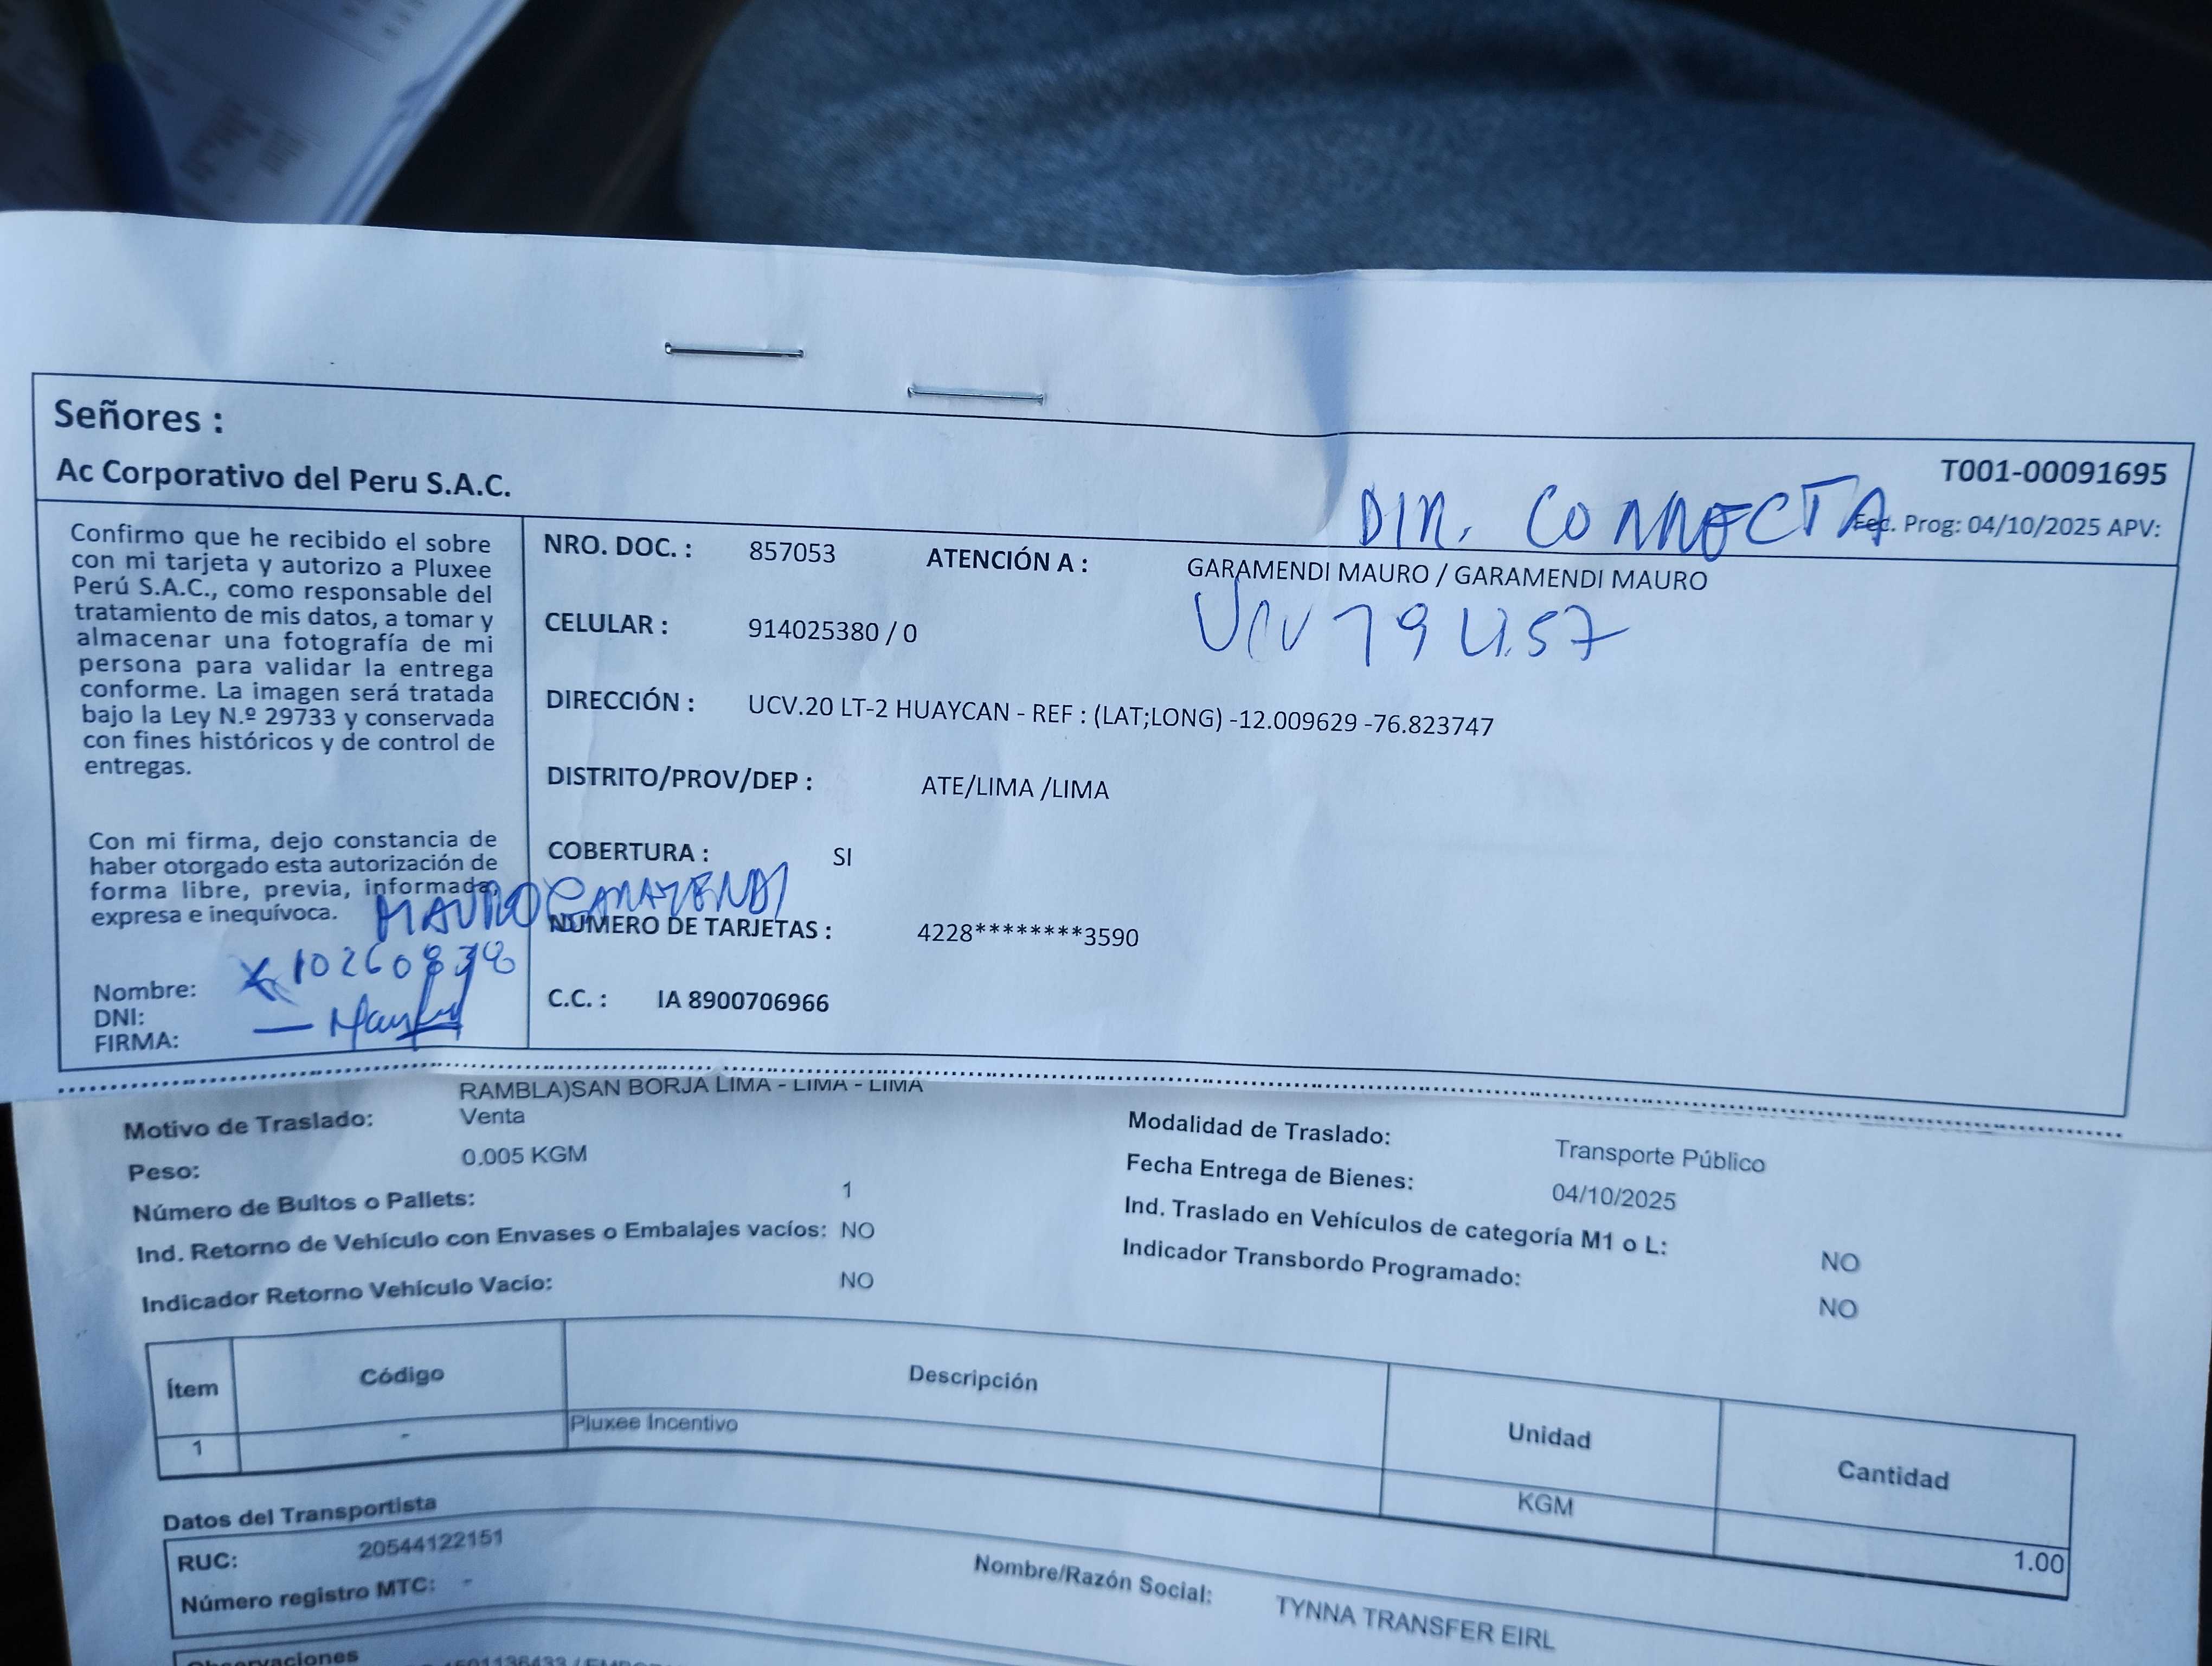 Señores :
Ac Corporativo del Peru S.A.C.
T001-00091695
DIR. CORRECTA
Fec. Prog: 04/10/2025 APV:
Confirmo que he recibido el sobre
con mi tarjeta y autorizo a Pluxee
Perú S.A.C., como responsable del
tratamiento de mis datos, a tomar y
almacenar una fotografía de mi
persona para validar la entrega
conforme. La imagen será tratada
bajo la Ley N.º 29733 y conservada
con fines históricos y de control de
entregas.
Con mi firma, dejo constancia de
haber otorgado esta autorización de
forma libre, previa, informada,
expresa e inequívoca.
MAURO GARAMENDI
Nombre:
DNI:
FIRMA:
NRO. DOC. : 857053 ATENCIÓN A : GARAMENDI MAURO / GARAMENDI MAURO
CELULAR : 914025380 / 0
DIRECCIÓN : UCV.20 LT-2 HUAYCAN - REF : (LAT;LONG) -12.009629 -76.823747
DISTRITO/PROV/DEP : ATE/LIMA /LIMA
COBERTURA : SI
NUMERO DE TARJETAS : 4228********3590
C.C. : IA 8900706966
RAMBLA)SAN BORJA LIMA - LIMA - LIMA
Motivo de Traslado: Venta
Peso: 0.005 KGM
Número de Bultos o Pallets: 1
Ind. Retorno de Vehículo con Envases o Embalajes vacíos: NO
Indicador Retorno Vehículo Vacío: NO
Modalidad de Traslado: Transporte Público
Fecha Entrega de Bienes: 04/10/2025
Ind. Traslado en Vehículos de categoría M1 o L: NO
Indicador Transbordo Programado: NO
Ítem Código Descripción Unidad Cantidad
1 - Pluxee Incentivo KGM 1.00
Datos del Transportista
RUC: 20544122151
Número registro MTC: -
Nombre/Razón Social: TYNNA TRANSFER EIRL
Observaciones